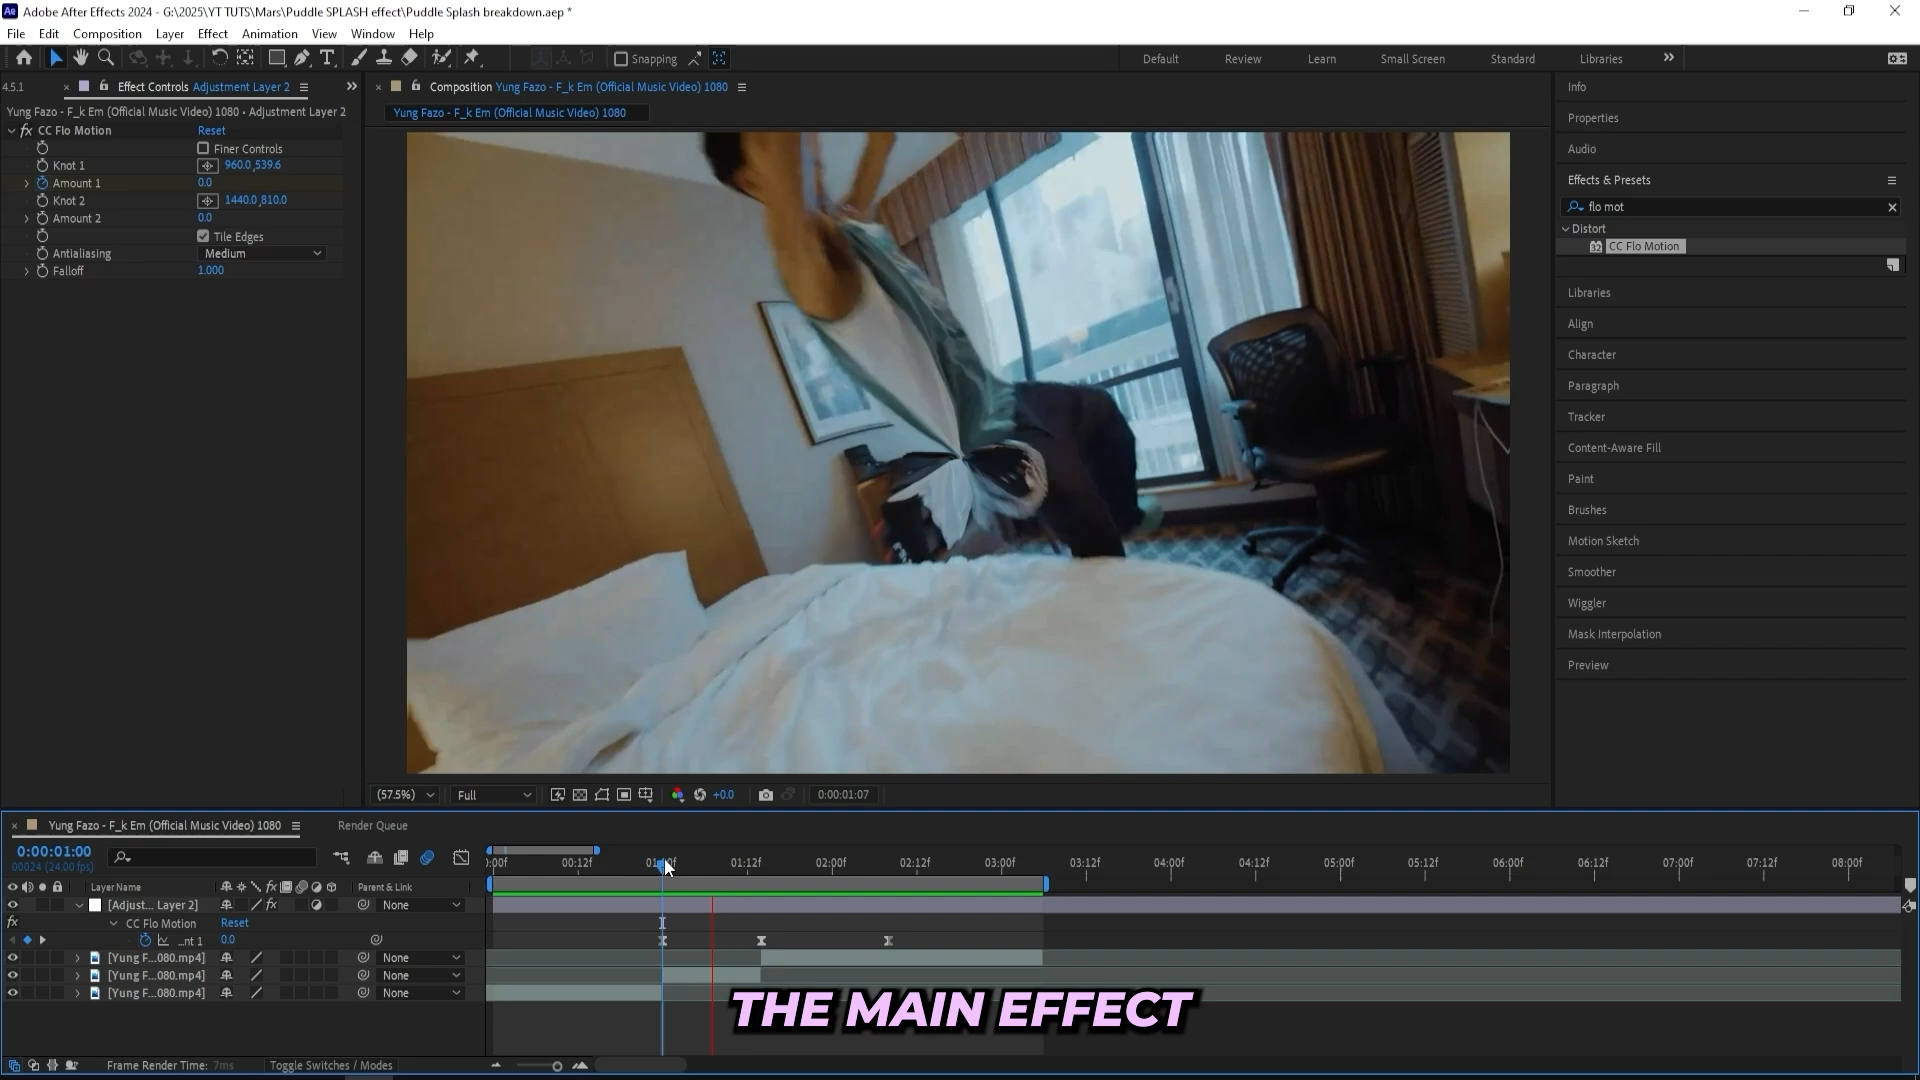 Ae Adobe After Effects 2024 - G:\2025\YT TUTS\Mars\Puddle SPLASH effect\Puddle Splash breakdown.aep *
File Edit Composition Layer Effect Animation View Window Help
Snapping
Default Review Learn Small Screen Standard Libraries
4.5.1 × Effect Controls Adjustment Layer 2
Yung Fazo - F_k Em (Official Music Video) 1080 • Adjustment Layer 2
fx CC Flo Motion Reset
Finer Controls
Knot 1 960.0,539.6
Amount 1 0.0
Knot 2 1440.0,810.0
Amount 2 0.0
Tile Edges
Antialiasing Medium
Falloff 1.000
Composition Yung Fazo - F_k Em (Official Music Video) 1080
Yung Fazo - F_k Em (Official Music Video) 1080
Info
Properties
Audio
Effects & Presets
flo mot
Distort
CC Flo Motion
Libraries
Align
Character
Paragraph
Tracker
Content-Aware Fill
Paint
Brushes
Motion Sketch
Smoother
Wiggler
Mask Interpolation
Preview
(57.5%) Full +0.0 0:00:01:07
Yung Fazo - F_k Em (Official Music Video) 1080 Render Queue
0:00:01:00
00024 (24.00 fps)
:00f 00:12f 01:00f 01:12f 02:00f 02:12f 03:00f 03:12f 04:00f 04:12f 05:00f 05:12f 06:00f 06:12f 07:00f 07:12f 08:00f
Layer Name Parent & Link
[Adjust... Layer 2] None
CC Flo Motion Reset
...nt 1 0.0
[Yung F...080.mp4] None
[Yung F...080.mp4] None
[Yung F...080.mp4] None
THE MAIN EFFECT
Frame Render Time: 7ms Toggle Switches / Modes